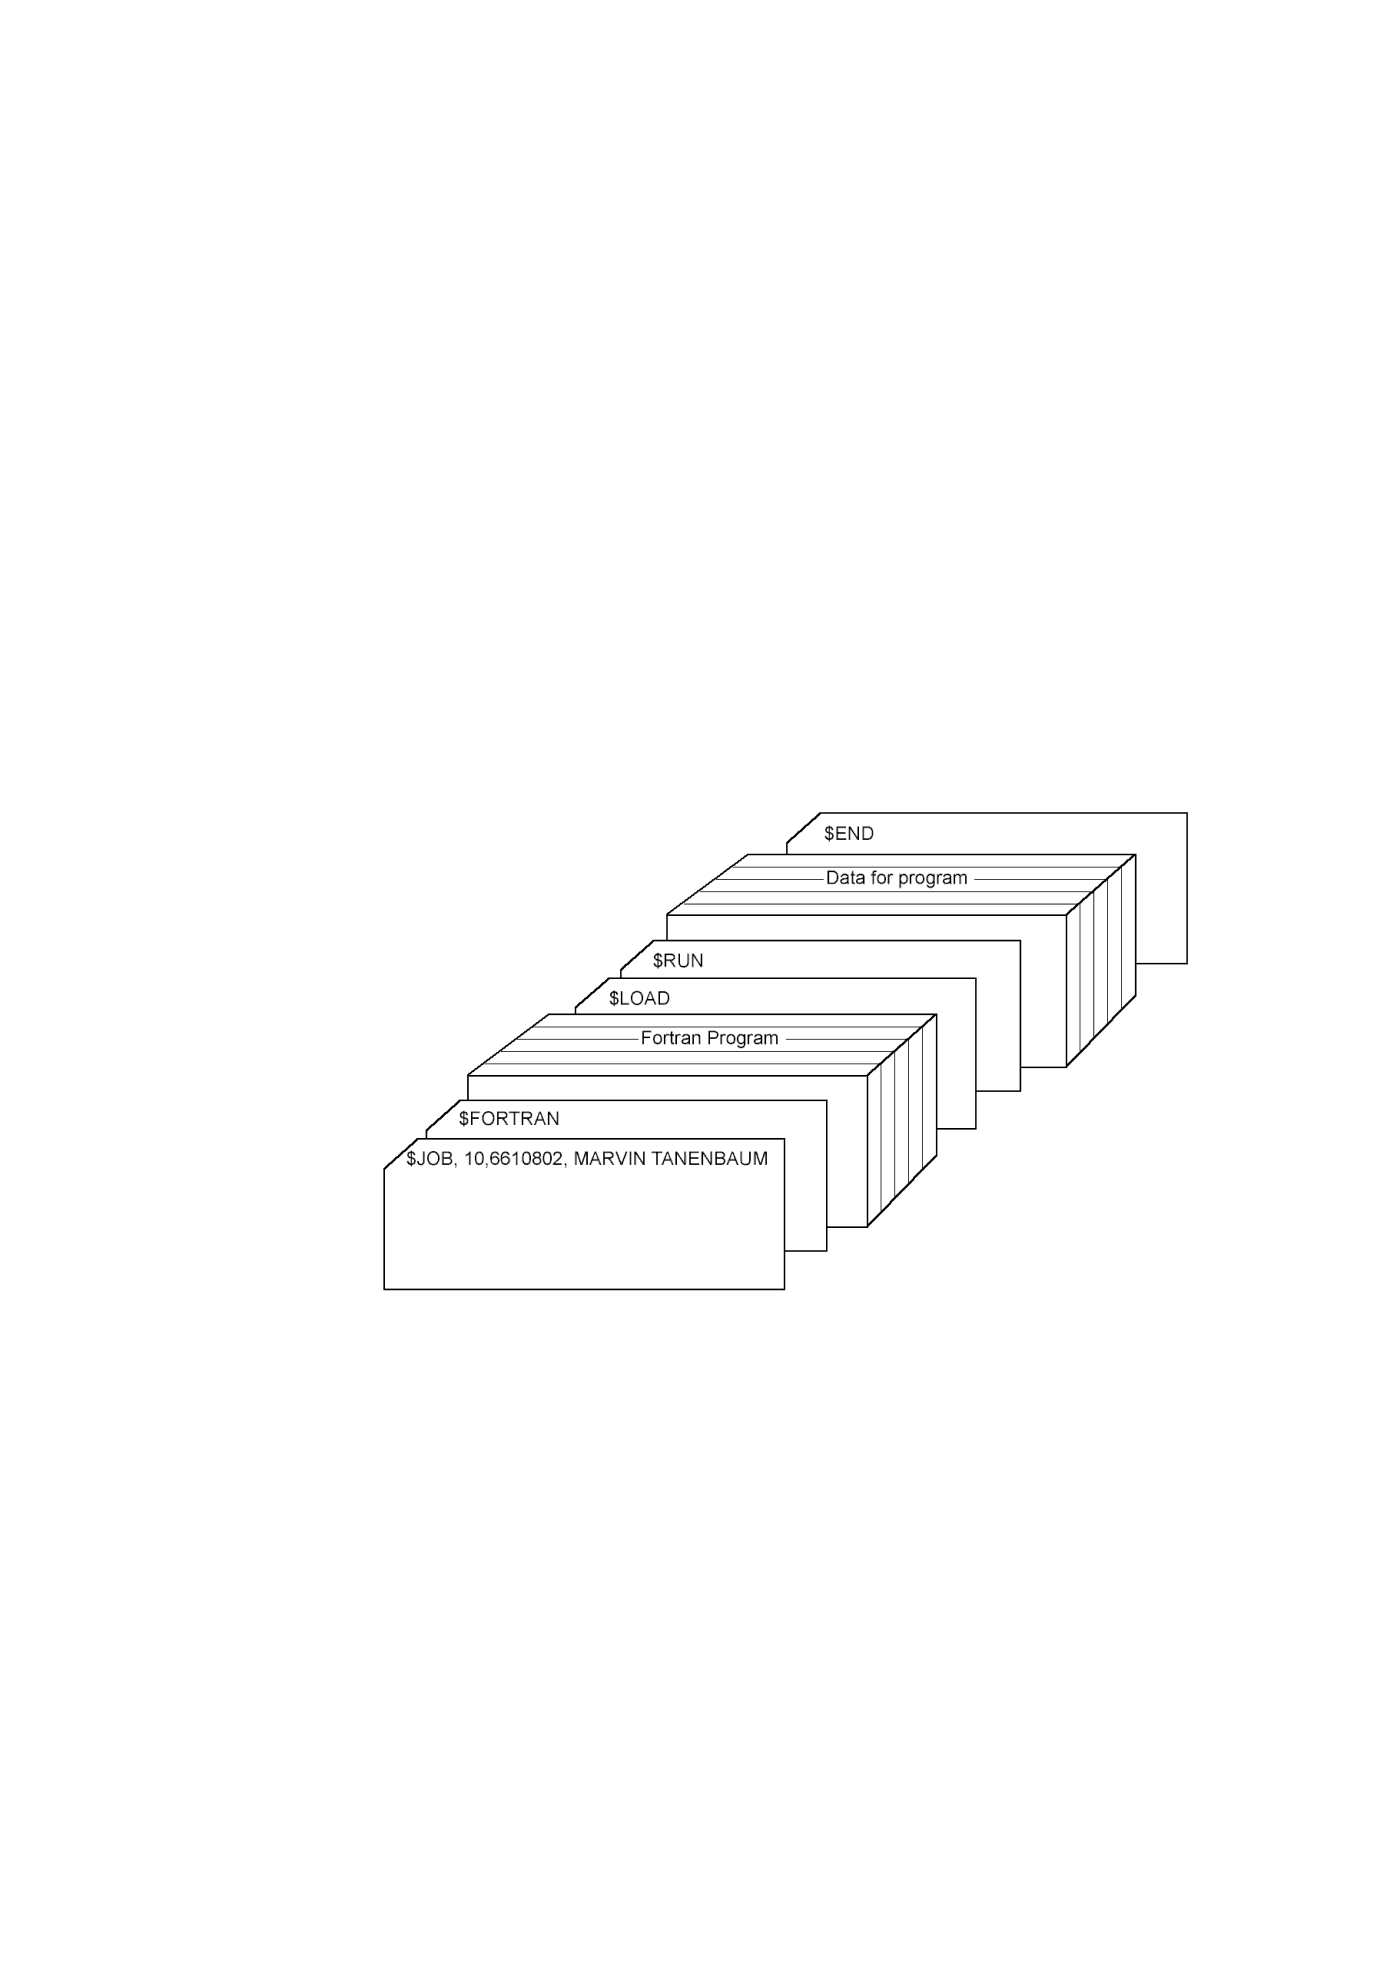 $END
Data for program
$RUN
$LOAD
Fortran Program
$FORTRAN
$JOB, 10,6610802, MARVIN TANENBAUM